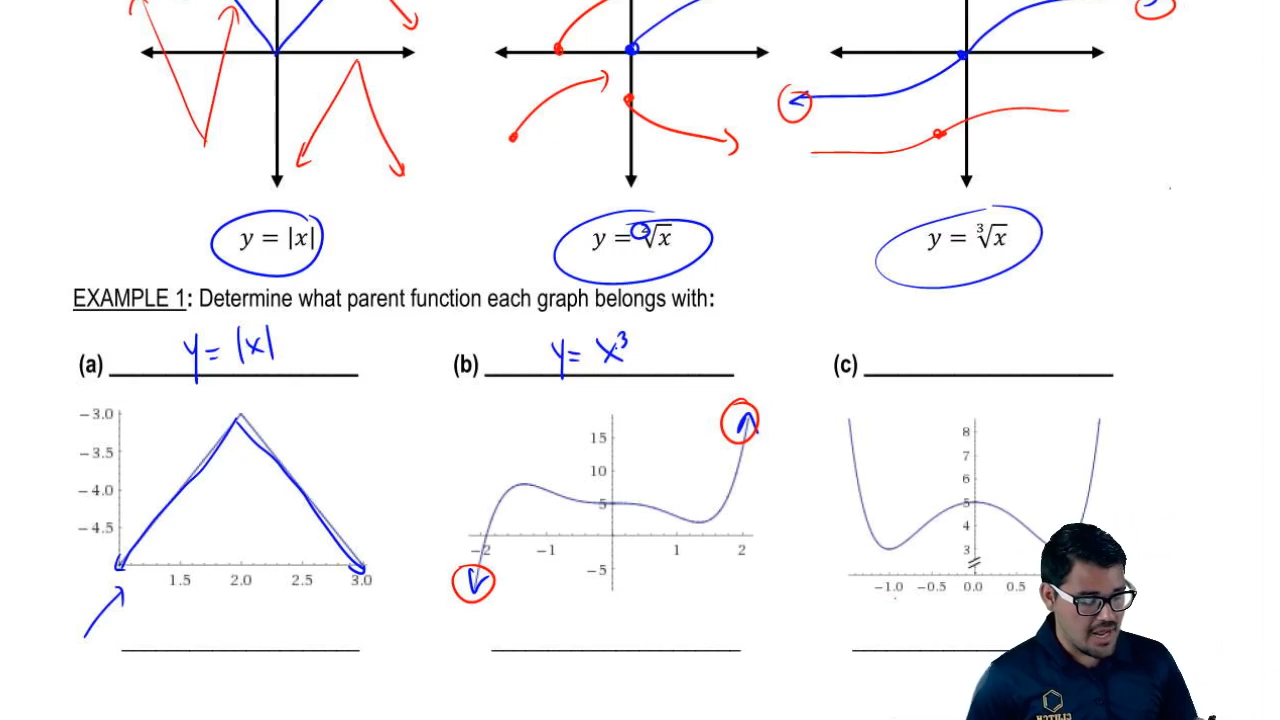 y = |x|
y = ²√x
y = ³√x
EXAMPLE 1: Determine what parent function each graph belongs with:
(a) y = |x|
(b) y = x³
(c)
−3.0
−3.5
−4.0
−4.5
1.5 2.0 2.5 3.0
15
10
5
−5
−2 −1 1 2
8
7
6
5
4
3
−1.0 −0.5 0.0 0.5